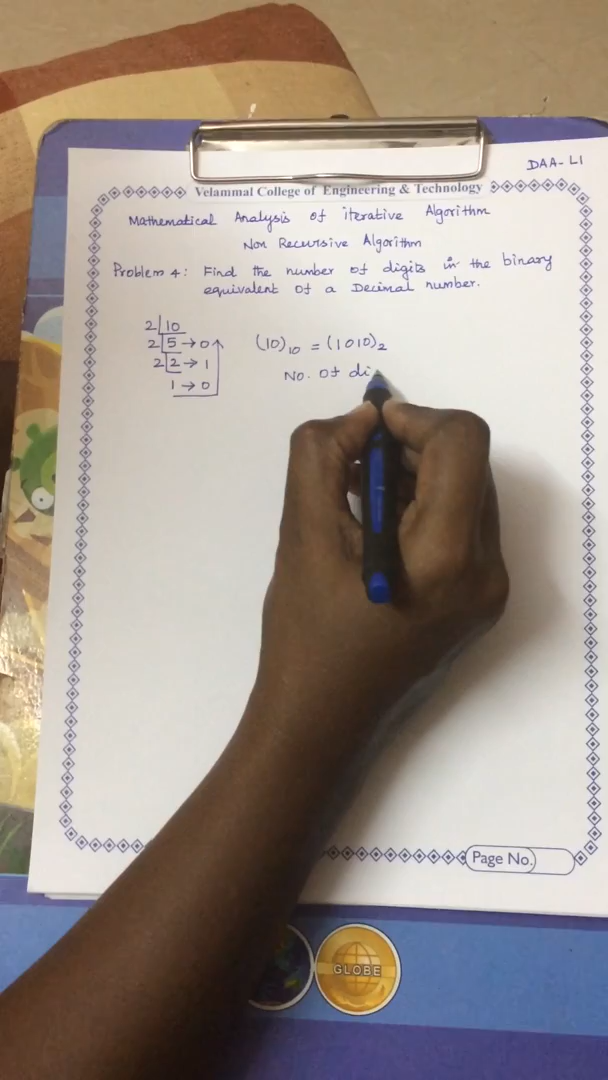 DAA-L1
Velammal College of Engineering & Technology
Mathematical Analysis of iterative Algorithm
Non Recursive Algorithm
Problem 4: Find the number of digits in the binary
equivalent of a Decimal number.
2 10
2 5 → 0
2 2 → 1
1 → 0
(10)₁₀ = (1010)₂
No. of di
Page No.
GLOBE